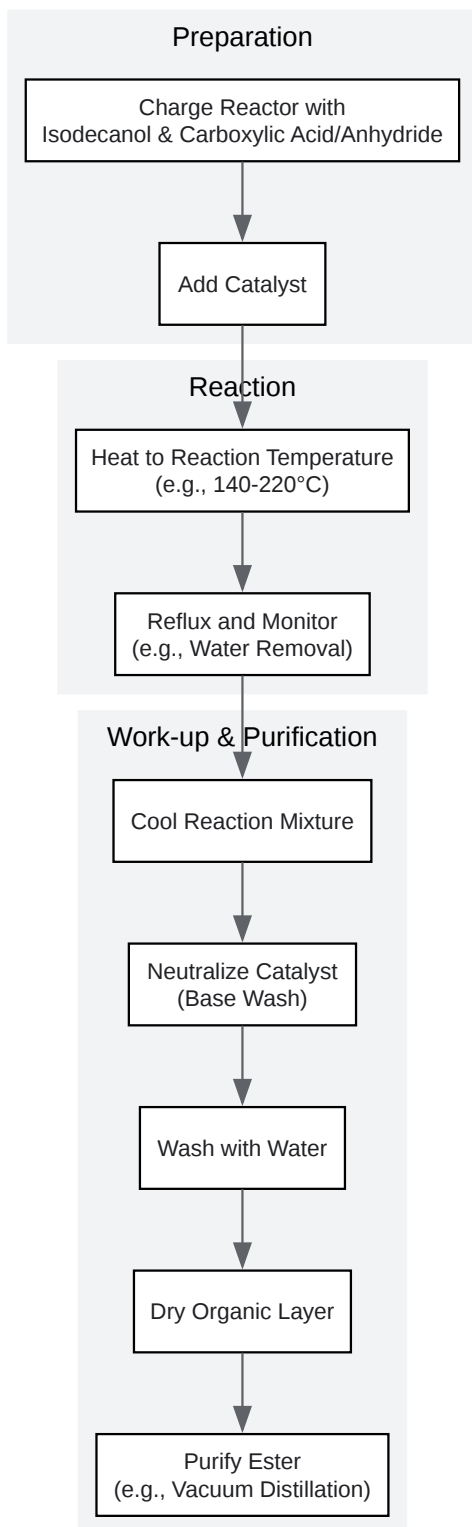 Preparation
Charge Reactor with
Isodecanol & Carboxylic Acid/Anhydride
Add Catalyst
Reaction
Heat to Reaction Temperature
(e.g., 140-220°C)
Reflux and Monitor
(e.g., Water Removal)
Work-up & Purification
Cool Reaction Mixture
Neutralize Catalyst
(Base Wash)
Wash with Water
Dry Organic Layer
Purify Ester
(e.g., Vacuum Distillation)